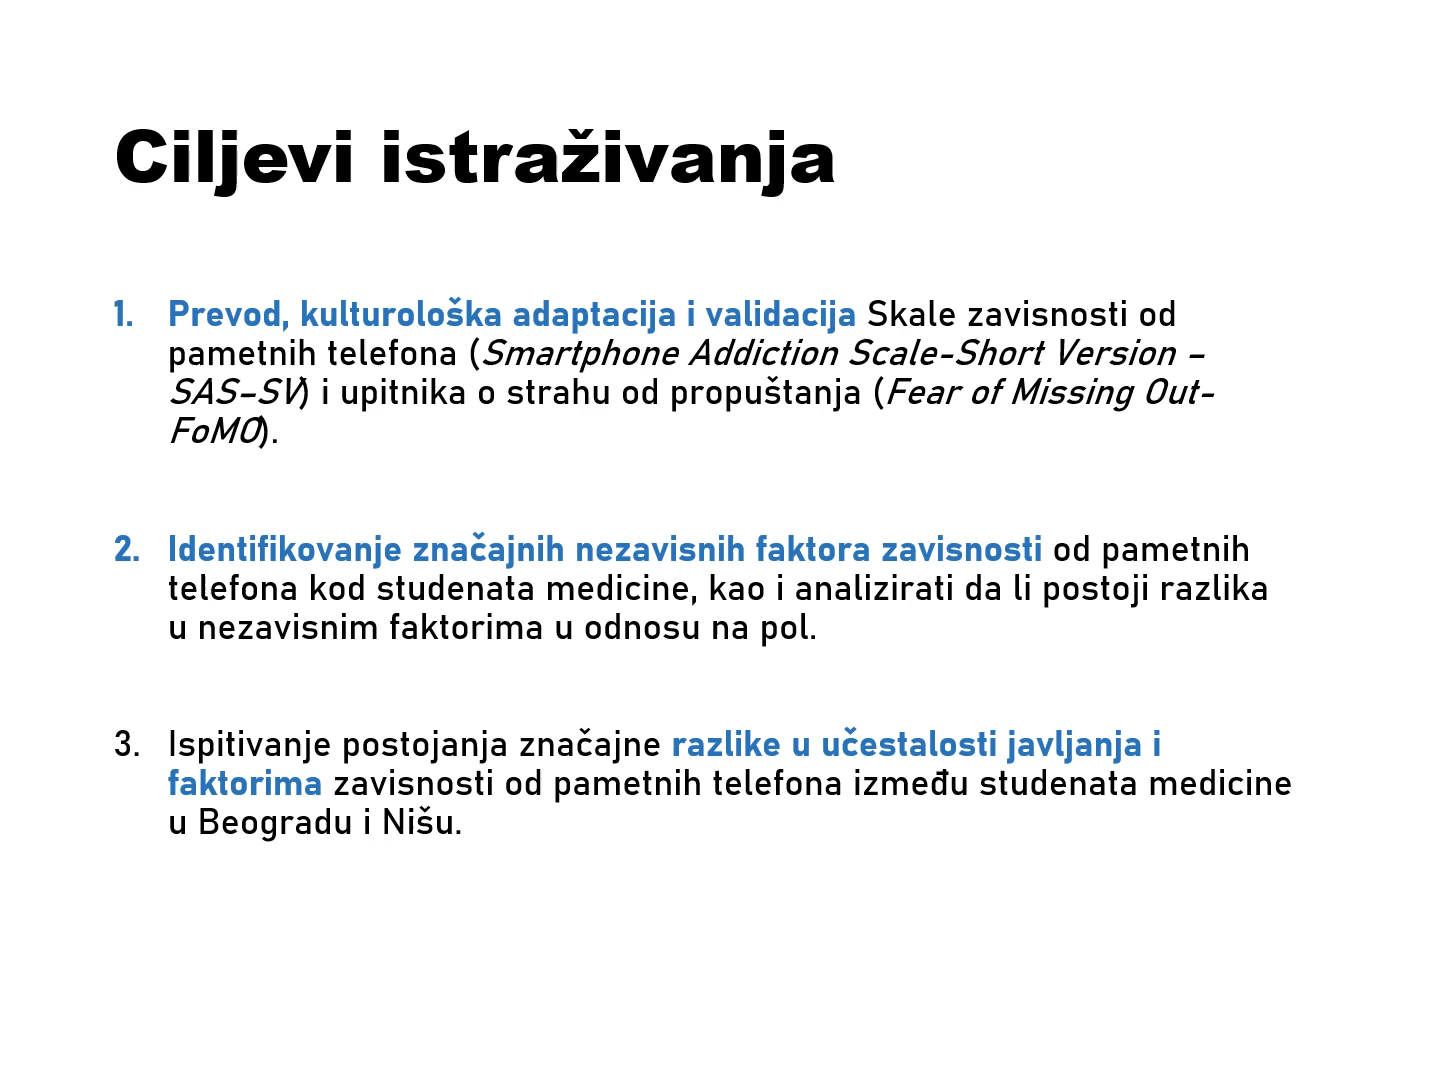 Ciljevi istraživanja
1. Prevod, kulturološka adaptacija i validacija Skale zavisnosti od
pametnih telefona (Smartphone Addiction Scale-Short Version –
SAS–SV) i upitnika o strahu od propuštanja (Fear of Missing Out-
FoMO).
2. Identifikovanje značajnih nezavisnih faktora zavisnosti od pametnih
telefona kod studenata medicine, kao i analizirati da li postoji razlika
u nezavisnim faktorima u odnosu na pol.
3. Ispitivanje postojanja značajne razlike u učestalosti javljanja i
faktorima zavisnosti od pametnih telefona između studenata medicine
u Beogradu i Nišu.